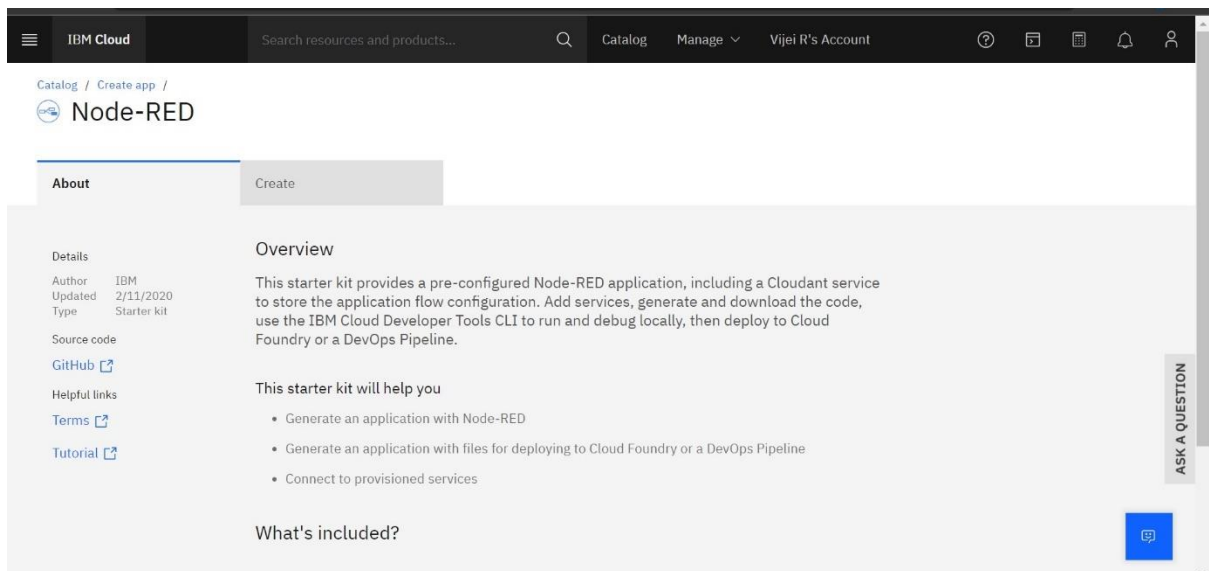 IBM Cloud
Search resources and products...
Catalog
Manage
Vijei R's Account
Catalog / Create app /
Node-RED
About
Create
Details
Author IBM
Updated 2/11/2020
Type Starter kit
Source code
GitHub
Helpful links
Terms
Tutorial
Overview
This starter kit provides a pre-configured Node-RED application, including a Cloudant service
to store the application flow configuration. Add services, generate and download the code,
use the IBM Cloud Developer Tools CLI to run and debug locally, then deploy to Cloud
Foundry or a DevOps Pipeline.
This starter kit will help you
• Generate an application with Node-RED
• Generate an application with files for deploying to Cloud Foundry or a DevOps Pipeline
• Connect to provisioned services
What's included?
ASK A QUESTION